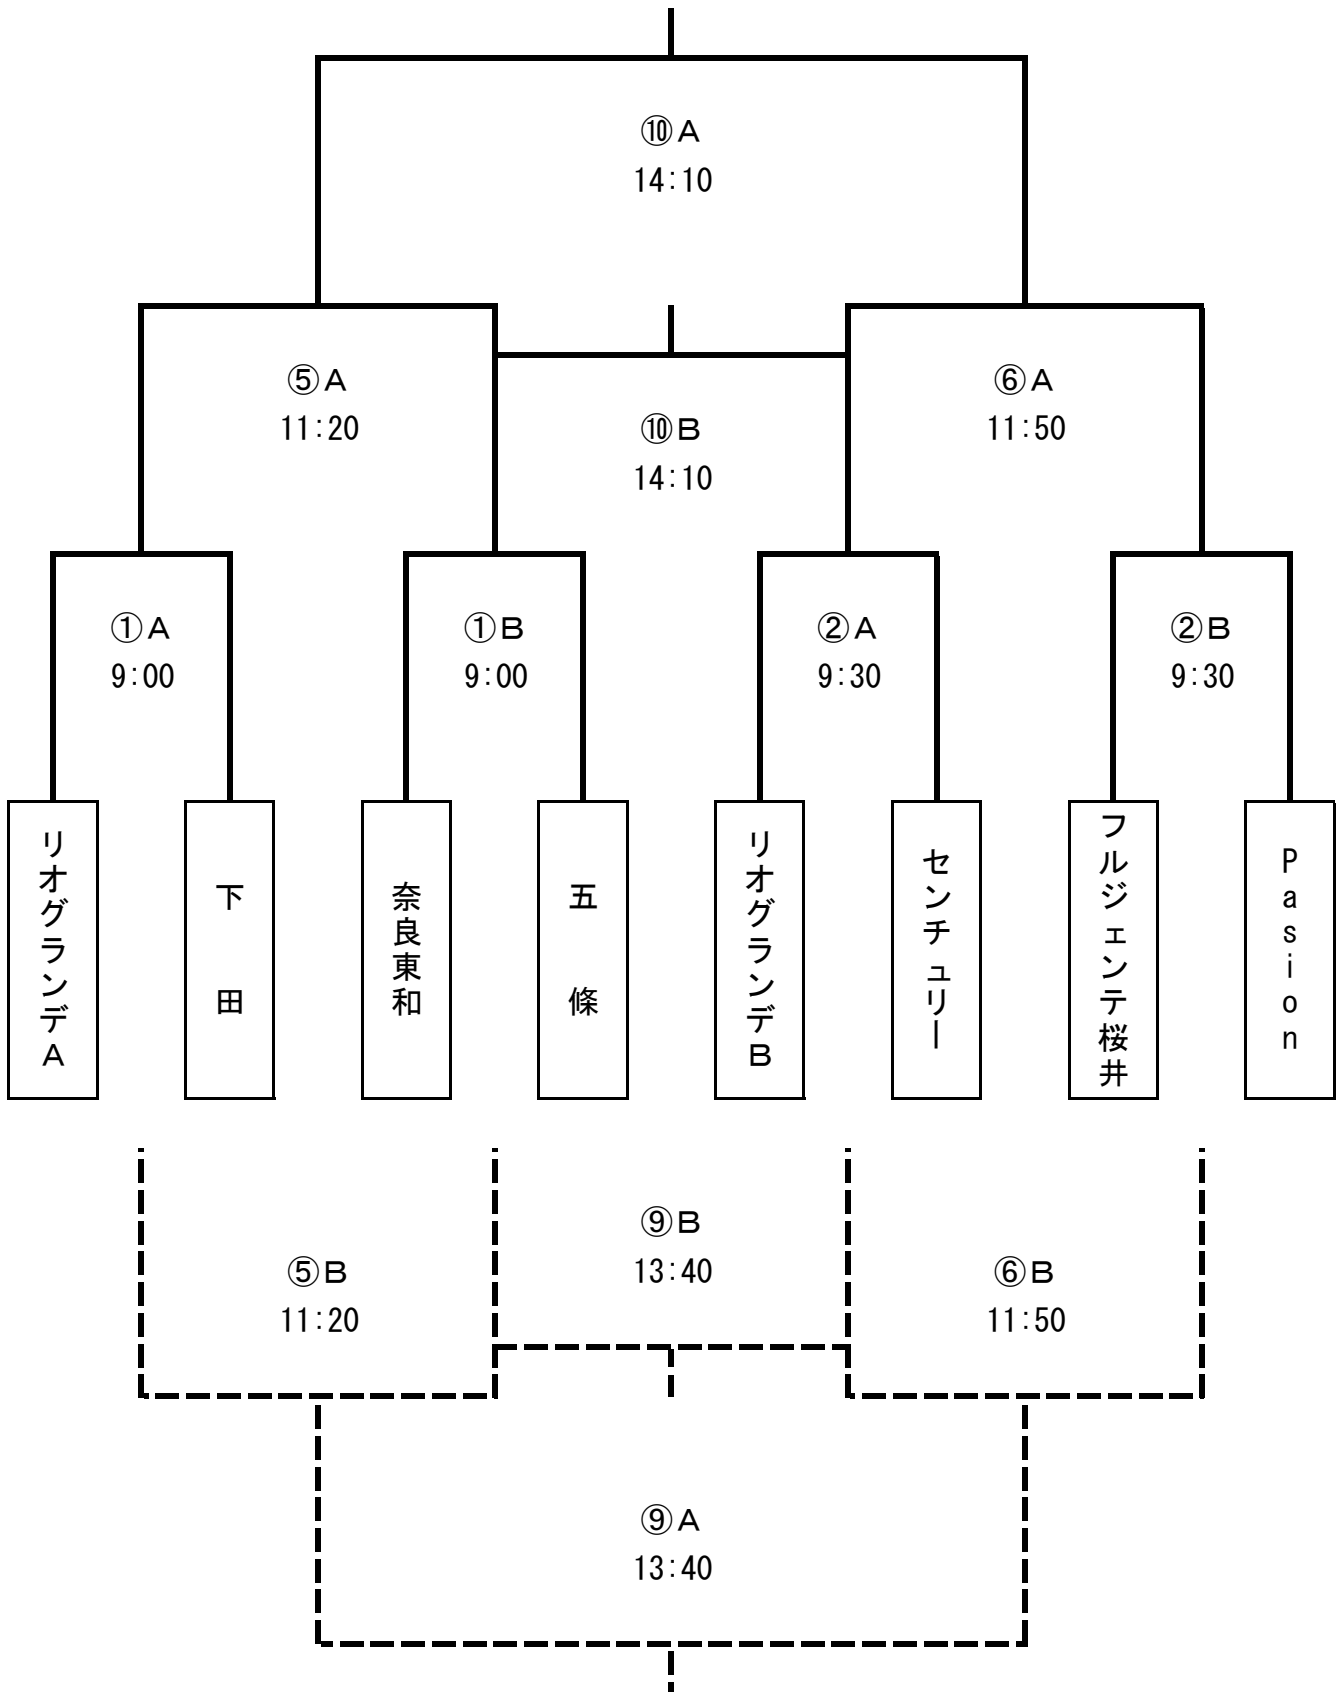 ⑩A
14:10
⑤A
11:20
⑥A
11:50
⑩B
14:10
①A
9:00
①B
9:00
②A
9:30
②B
9:30
リオグランデA
下田
奈良東和
五條
リオグランデB
センチュリー
フルジェンテ桜井
Pasion
⑨B
13:40
⑤B
11:20
⑥B
11:50
⑨A
13:40